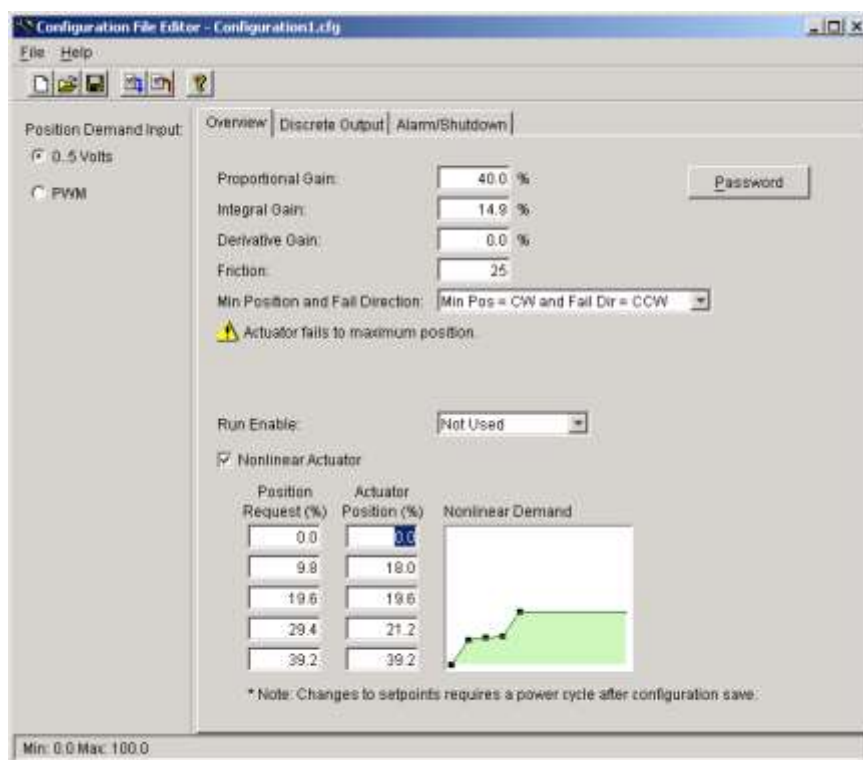 Configuration File Editor - Configuration1.cfg
File Help
Position Demand Input:
0..5 Volts
PWM
Overview Discrete Output Alarm/Shutdown
Proportional Gain: 40.0 % Password
Integral Gain: 14.9 %
Derivative Gain: 0.0 %
Friction: 25
Min Position and Fail Direction: Min Pos = CW and Fail Dir = CCW
Actuator fails to maximum position.
Run Enable: Not Used
Nonlinear Actuator
Position Request (%) Actuator Position (%) Nonlinear Demand
0.0 0.0
9.8 18.0
19.6 19.6
29.4 21.2
39.2 39.2
* Note: Changes to setpoints requires a power cycle after configuration save.
Min: 0.0 Max: 100.0